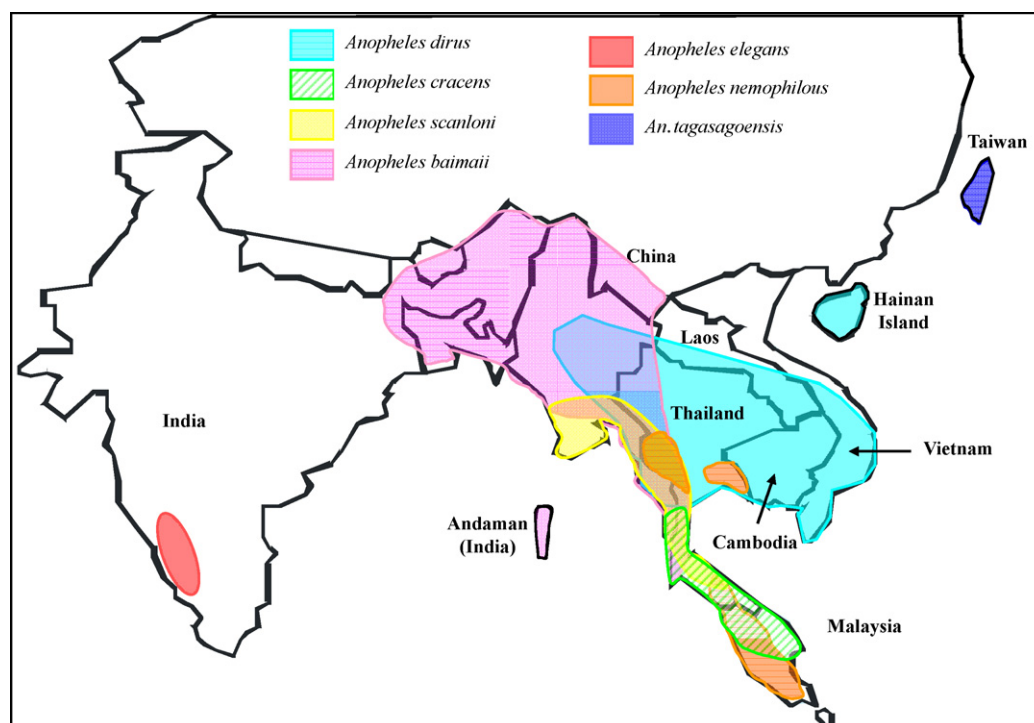 Anopheles dirus
Anopheles cracens
Anopheles scanloni
Anopheles baimaii
Anopheles elegans
Anopheles nemophilous
An.tagasagoensis
Taiwan
China
Hainan
Island
Laos
India
Thailand
Vietnam
Andaman
(India)
Cambodia
Malaysia